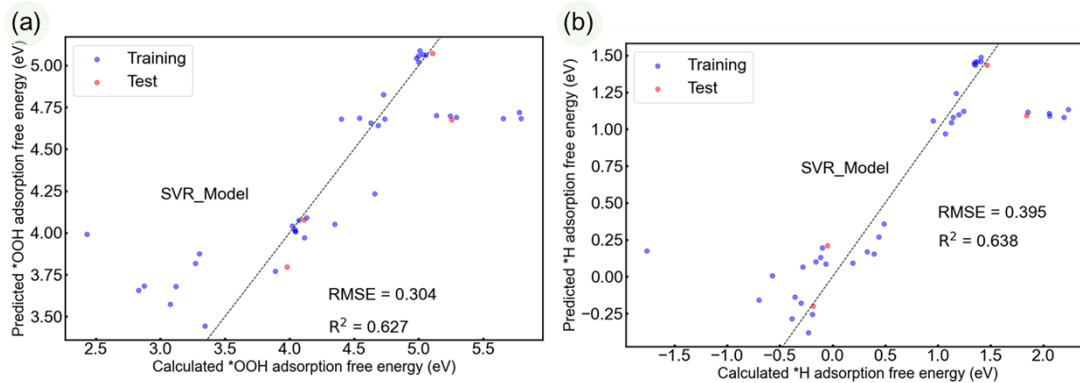 (a)
Predicted *OOH adsorption free energy (eV)
5.00
4.75
4.50
4.25
4.00
3.75
3.50
Training
Test
SVR_Model
RMSE = 0.304
R² = 0.627
2.5 3.0 3.5 4.0 4.5 5.0 5.5
Calculated *OOH adsorption free energy (eV)
(b)
Predicted *H adsorption free energy (eV)
1.50
1.25
1.00
0.75
0.50
0.25
0.00
−0.25
Training
Test
SVR_Model
RMSE = 0.395
R² = 0.638
−1.5 −1.0 −0.5 0.0 0.5 1.0 1.5 2.0
Calculated *H adsorption free energy (eV)